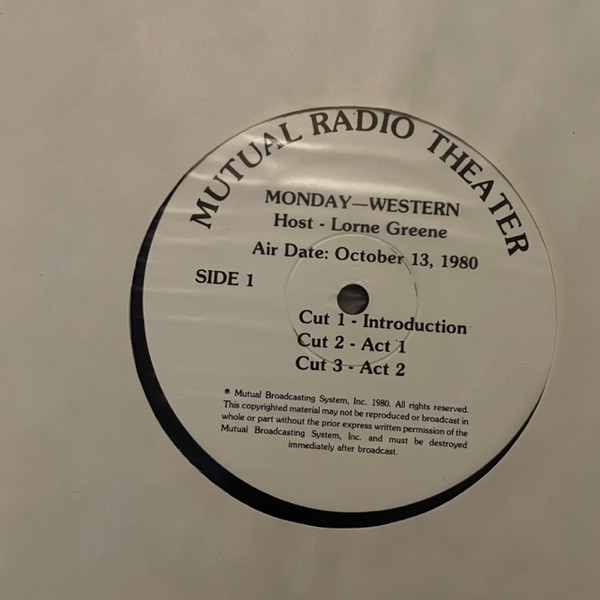 MUTUAL RADIO THEATER
MONDAY—WESTERN
Host - Lorne Greene
Air Date: October 13, 1980
SIDE 1
Cut 1 - Introduction
Cut 2 - Act 1
Cut 3 - Act 2
℗ Mutual Broadcasting System, Inc. 1980. All rights reserved.
This copyrighted material may not be reproduced or broadcast in
whole or part without the prior express written permission of the
Mutual Broadcasting System, Inc. and must be destroyed
immediately after broadcast.